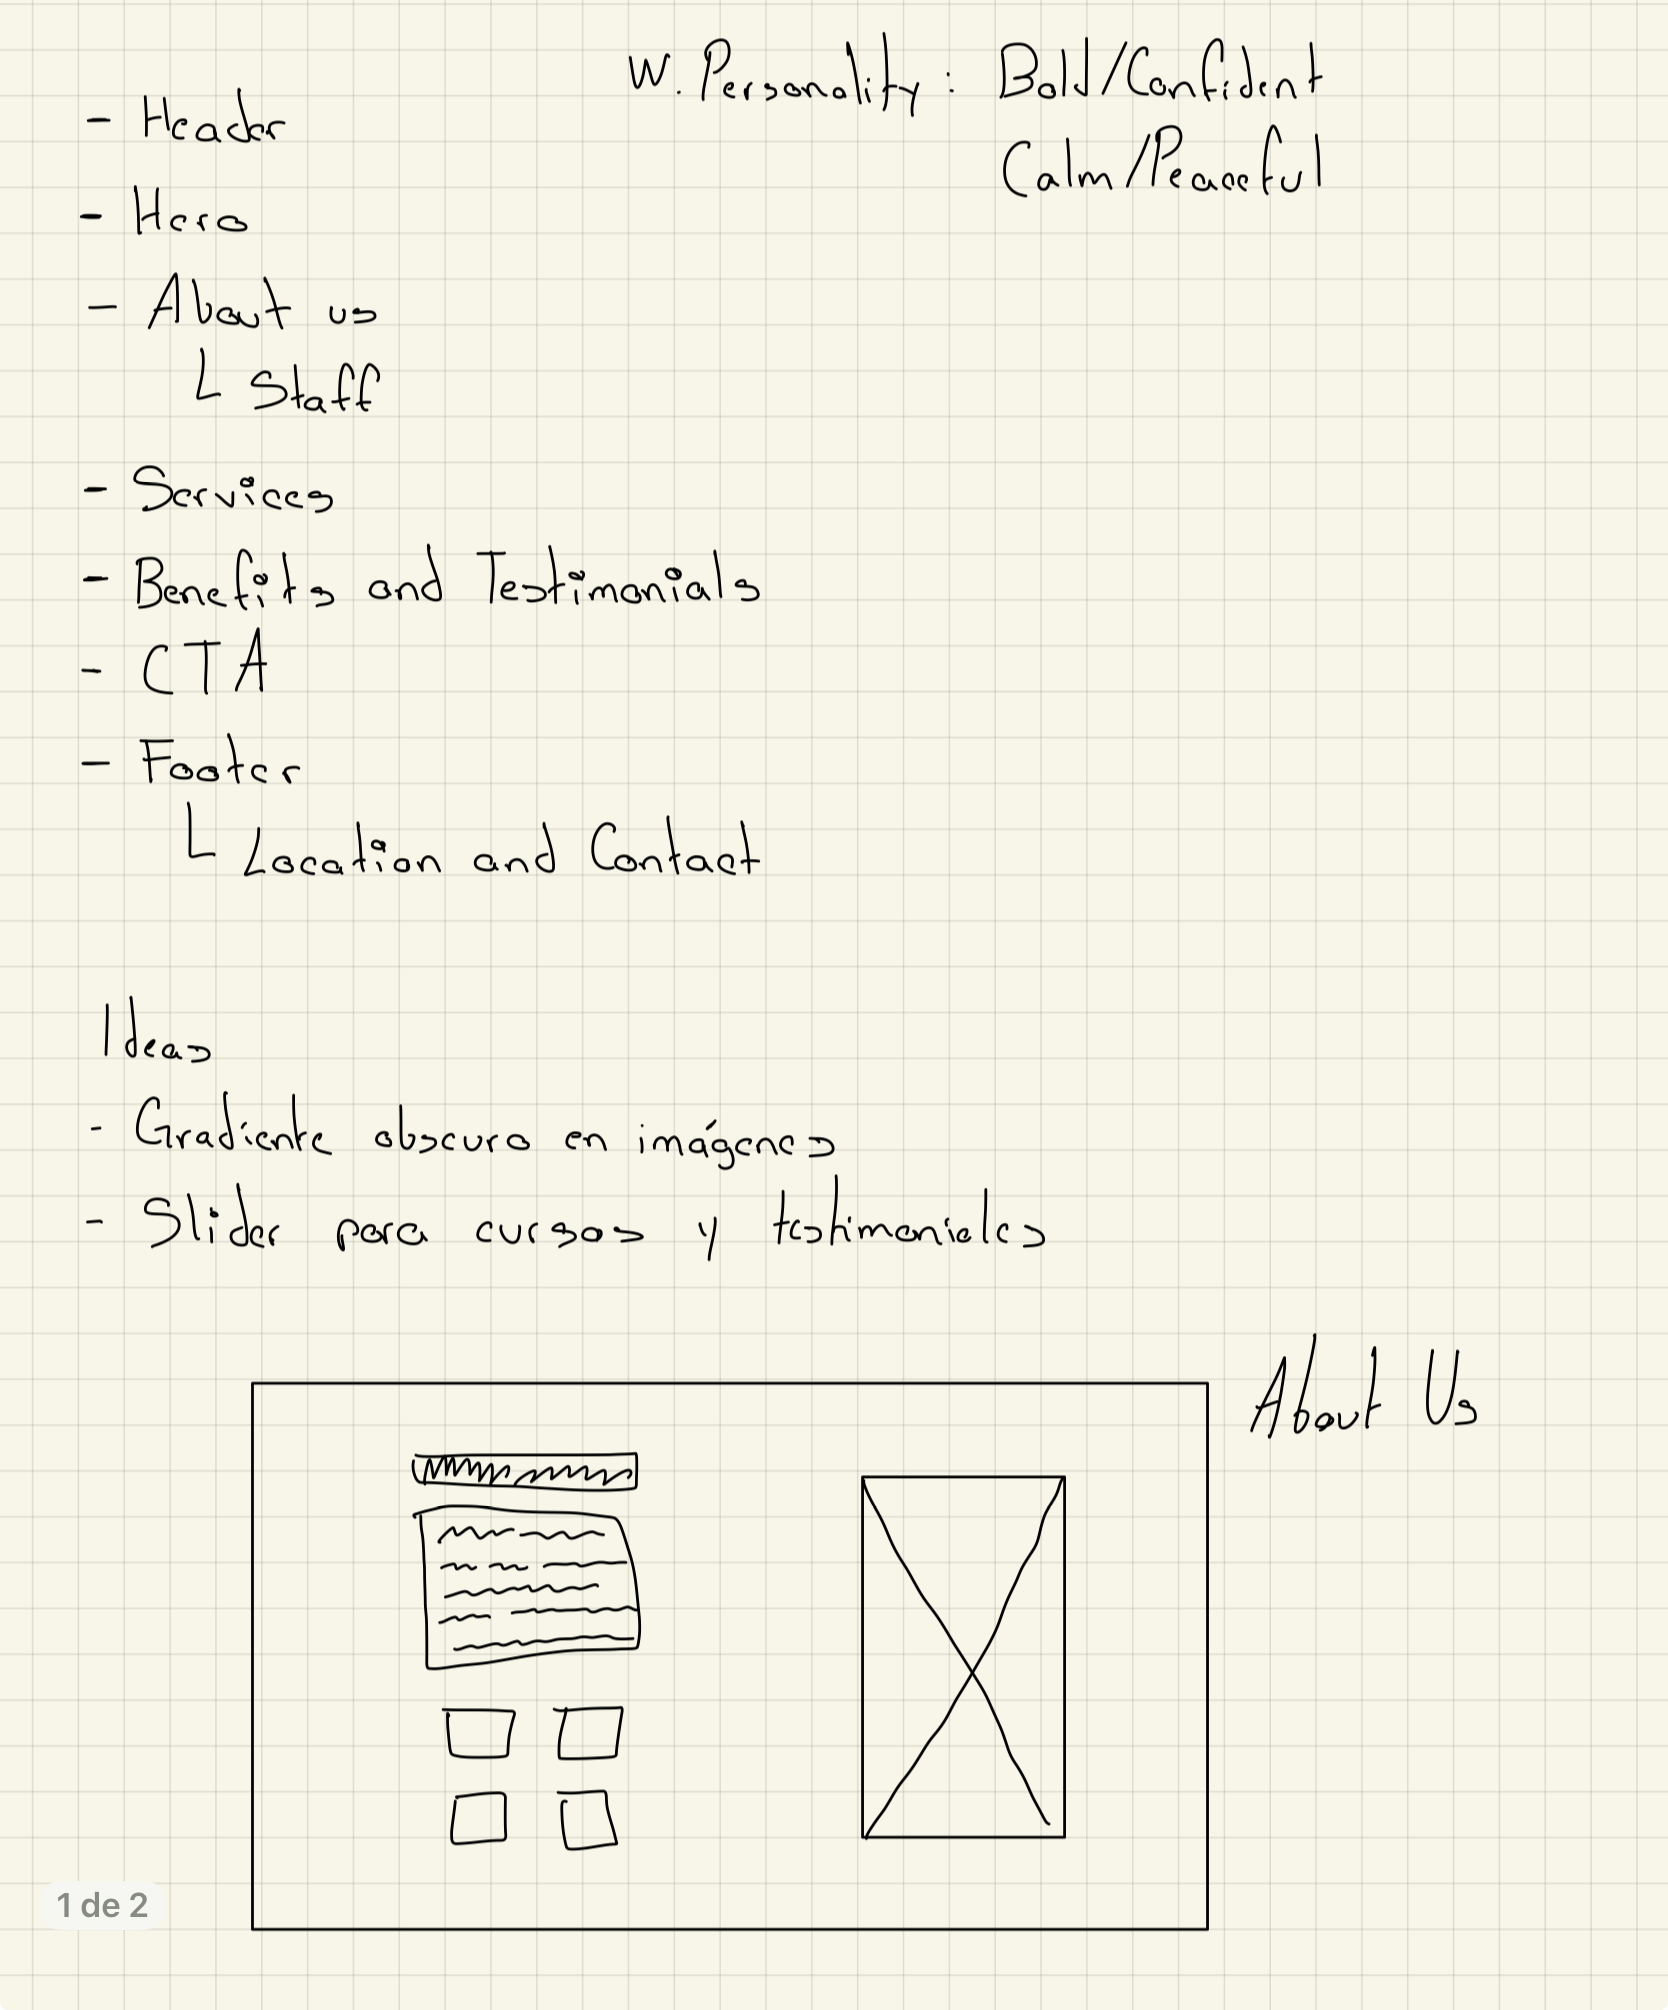 W. Personality: Bold/Confident
Calm/Peaceful
- Header
- Hero
- About us
└ Staff
- Services
- Benefits and Testimonials
- CTA
- Footer
└ Location and Contact
Ideas
- Gradiente obscuro en imágenes
- Slider para cursos y testimoniales
About Us
1 de 2